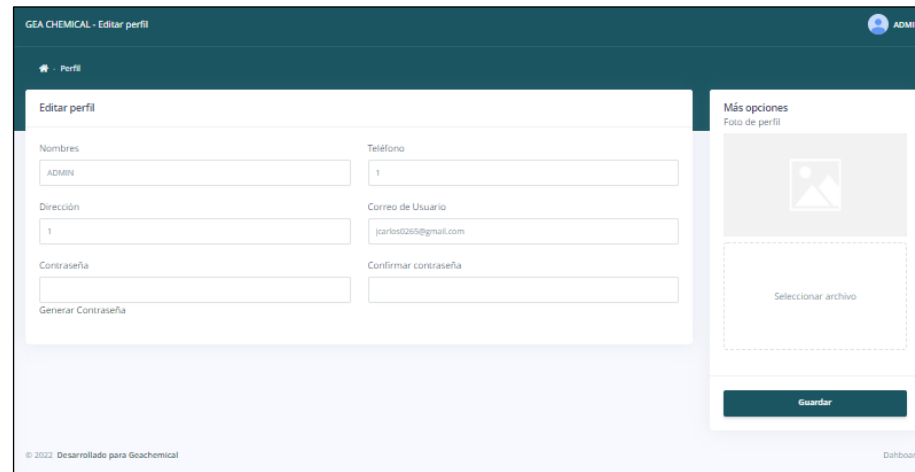 GEA CHEMICAL - Editar perfil
ADMI
- Perfil
Editar perfil
Nombres
ADMIN
Teléfono
1
Dirección
1
Correo de Usuario
jcarlos0265@gmail.com
Contraseña
Confirmar contraseña
Generar Contraseña
Más opciones
Foto de perfil
Seleccionar archivo
Guardar
© 2022 Desarrollado para Geachemical
Dahboar